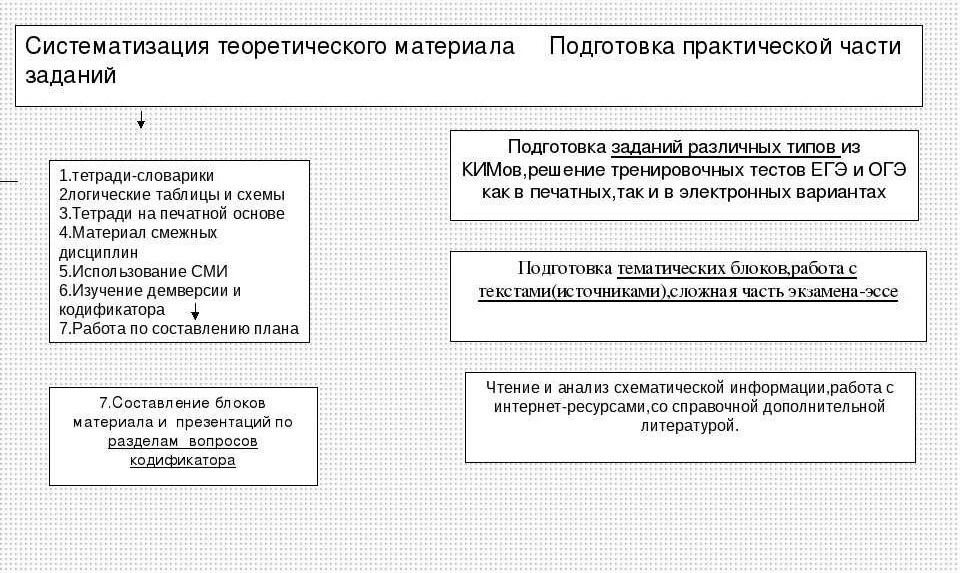 Систематизация теоретического материала Подготовка практической части
заданий
1.тетради-словарики
2логические таблицы и схемы
3.Тетради на печатной основе
4.Материал смежных
дисциплин
5.Использование СМИ
6.Изучение демверсии и
кодификатора
7.Работа по составлению плана
7.Составление блоков
материала и презентаций по
разделам вопросов
кодификатора
Подготовка заданий различных типов из
КИМов,решение тренировочных тестов ЕГЭ и ОГЭ
как в печатных,так и в электронных вариантах
Подготовка тематических блоков,работа с
текстами(источниками),сложная часть экзамена-эссе
Чтение и анализ схематической информации,работа с
интернет-ресурсами,со справочной дополнительной
литературой.